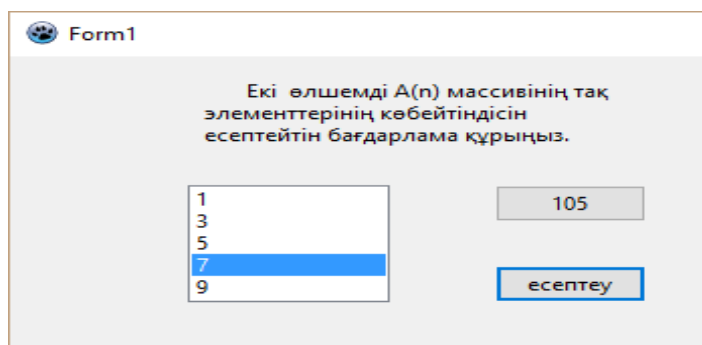 Form1
Екі өлшемді А(n) массивінің тақ
элементтерінің көбейтіндісін
есептейтін бағдарлама құрыңыз.
1
3
5
7
9
105
есептеу